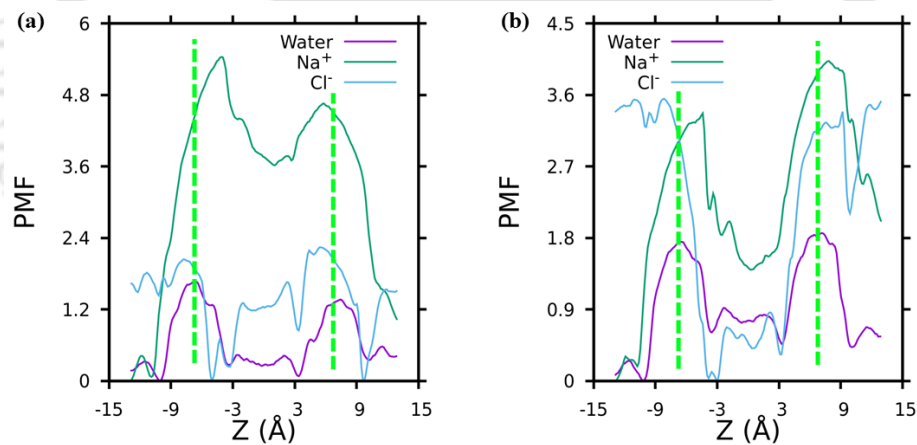 (a)
6
4.8
3.6
2.4
1.2
0
PMF
Water
Na⁺
Cl⁻
-15 -9 -3 3 9 15
Z (Å)
(b)
4.5
3.6
2.7
1.8
0.9
0
PMF
Water
Na⁺
Cl⁻
-15 -9 -3 3 9 15
Z (Å)